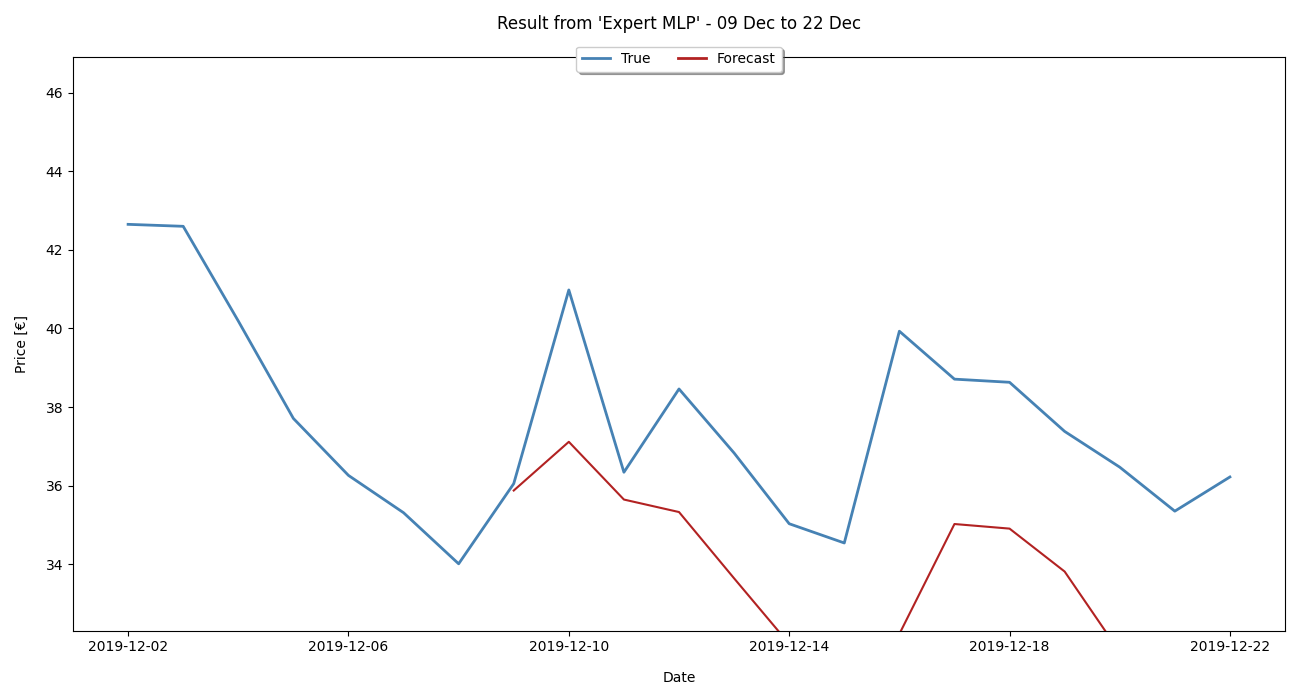 Result from 'Expert MLP' - 09 Dec to 22 Dec
True Forecast
46
44
42
40
38
36
34
Price [€]
2019-12-02 2019-12-06 2019-12-10 2019-12-14 2019-12-18 2019-12-22
Date